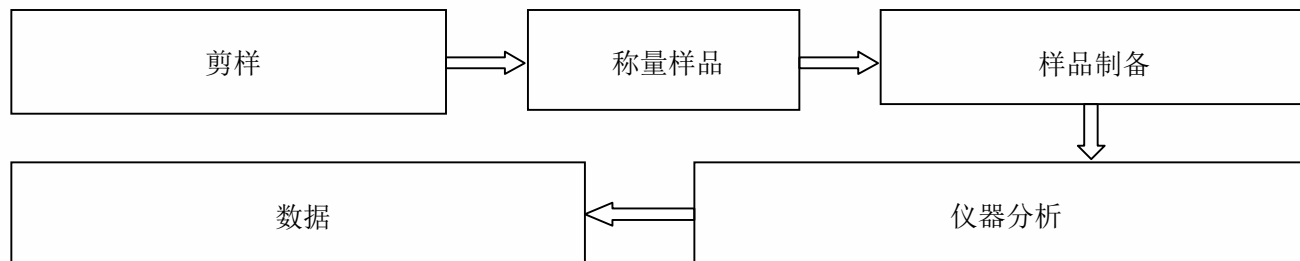 剪样
称量样品
样品制备
仪器分析
数据